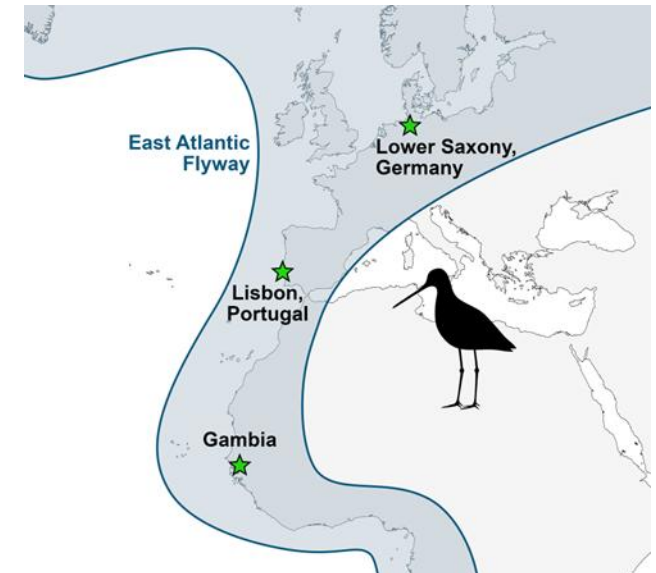 East Atlantic
Flyway
Lower Saxony,
Germany
Lisbon,
Portugal
Gambia